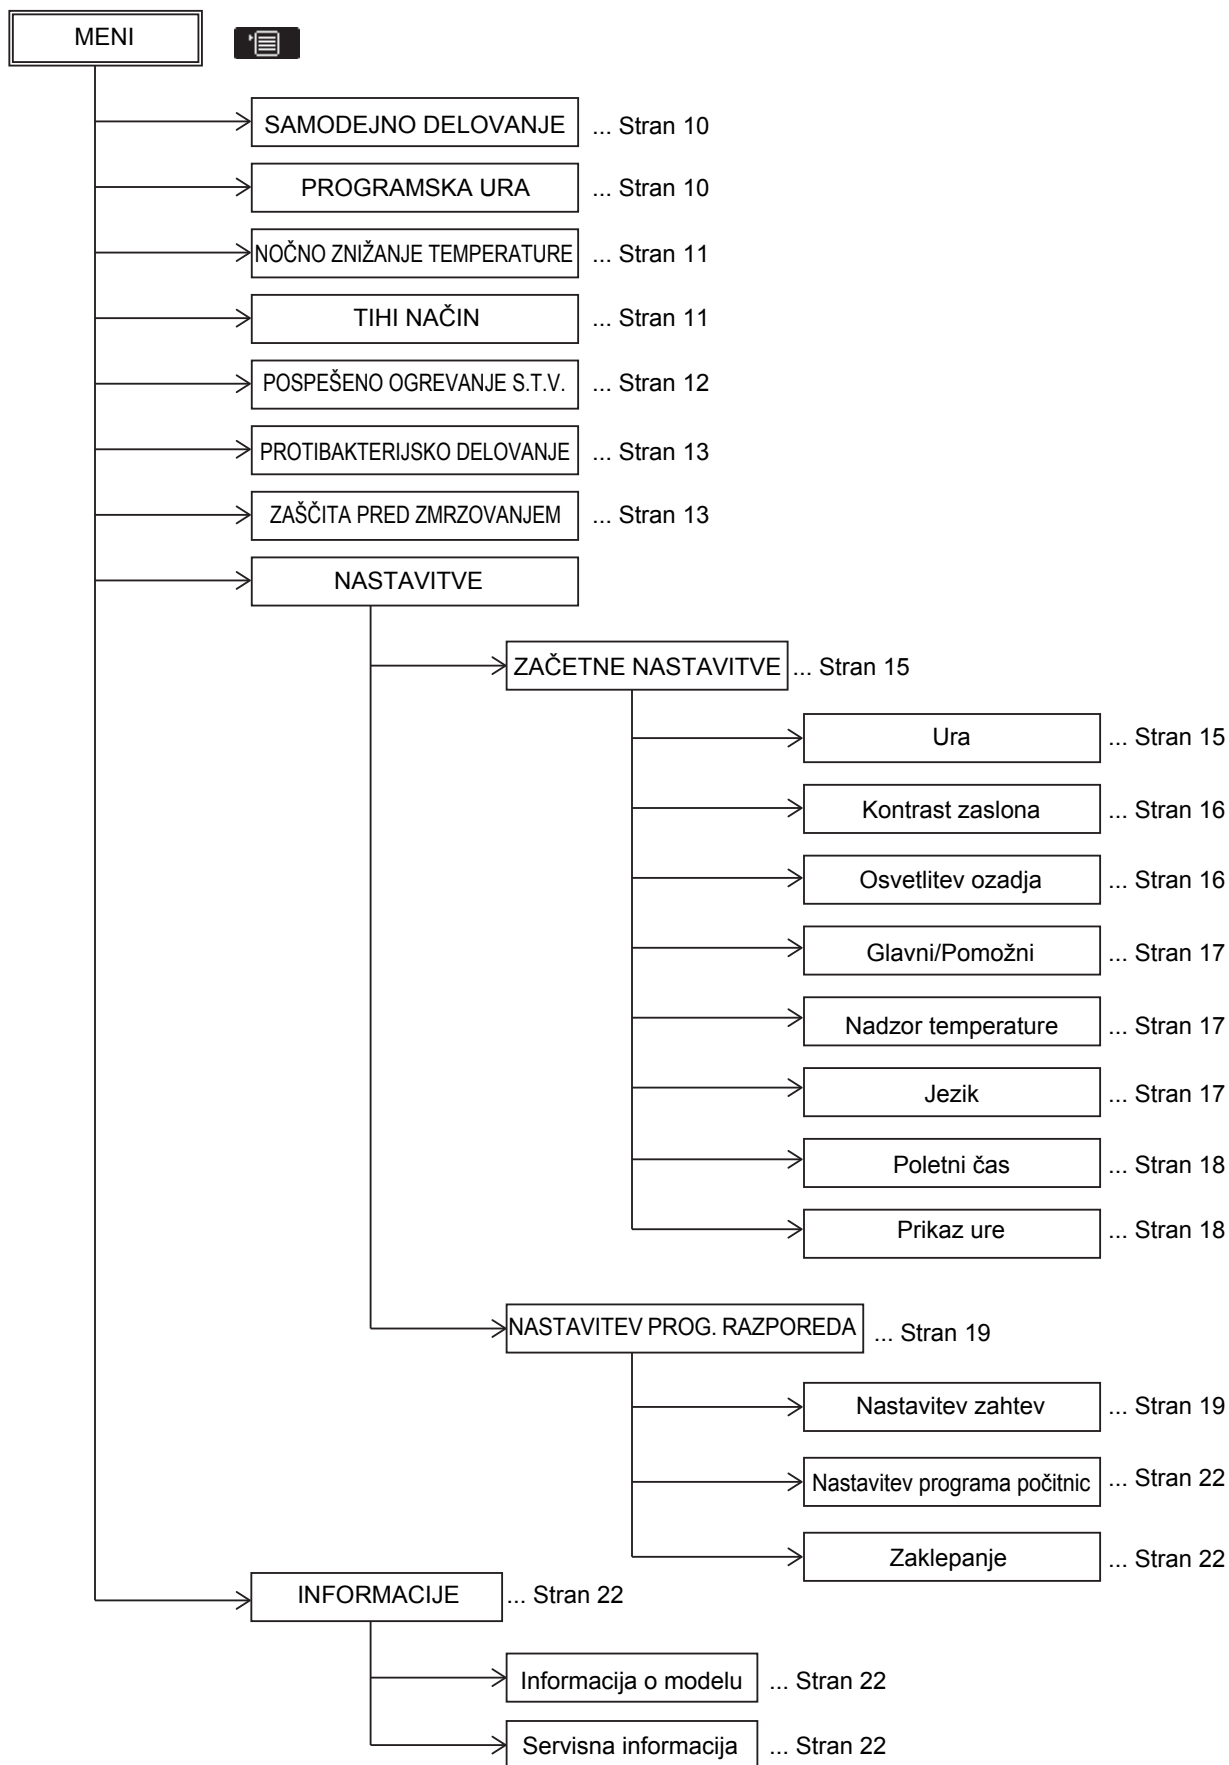 MENI
SAMODEJNO DELOVANJE ... Stran 10
PROGRAMSKA URA ... Stran 10
NOČNO ZNIŽANJE TEMPERATURE ... Stran 11
TIHI NAČIN ... Stran 11
POSPEŠENO OGREVANJE S.T.V. ... Stran 12
PROTIBAKTERIJSKO DELOVANJE ... Stran 13
ZAŠČITA PRED ZMRZOVANJEM ... Stran 13
NASTAVITVE
ZAČETNE NASTAVITVE ... Stran 15
Ura ... Stran 15
Kontrast zaslona ... Stran 16
Osvetlitev ozadja ... Stran 16
Glavni/Pomožni ... Stran 17
Nadzor temperature ... Stran 17
Jezik ... Stran 17
Poletni čas ... Stran 18
Prikaz ure ... Stran 18
NASTAVITEV PROG. RAZPOREDA ... Stran 19
Nastavitev zahtev ... Stran 19
Nastavitev programa počitnic ... Stran 22
Zaklepanje ... Stran 22
INFORMACIJE ... Stran 22
Informacija o modelu ... Stran 22
Servisna informacija ... Stran 22